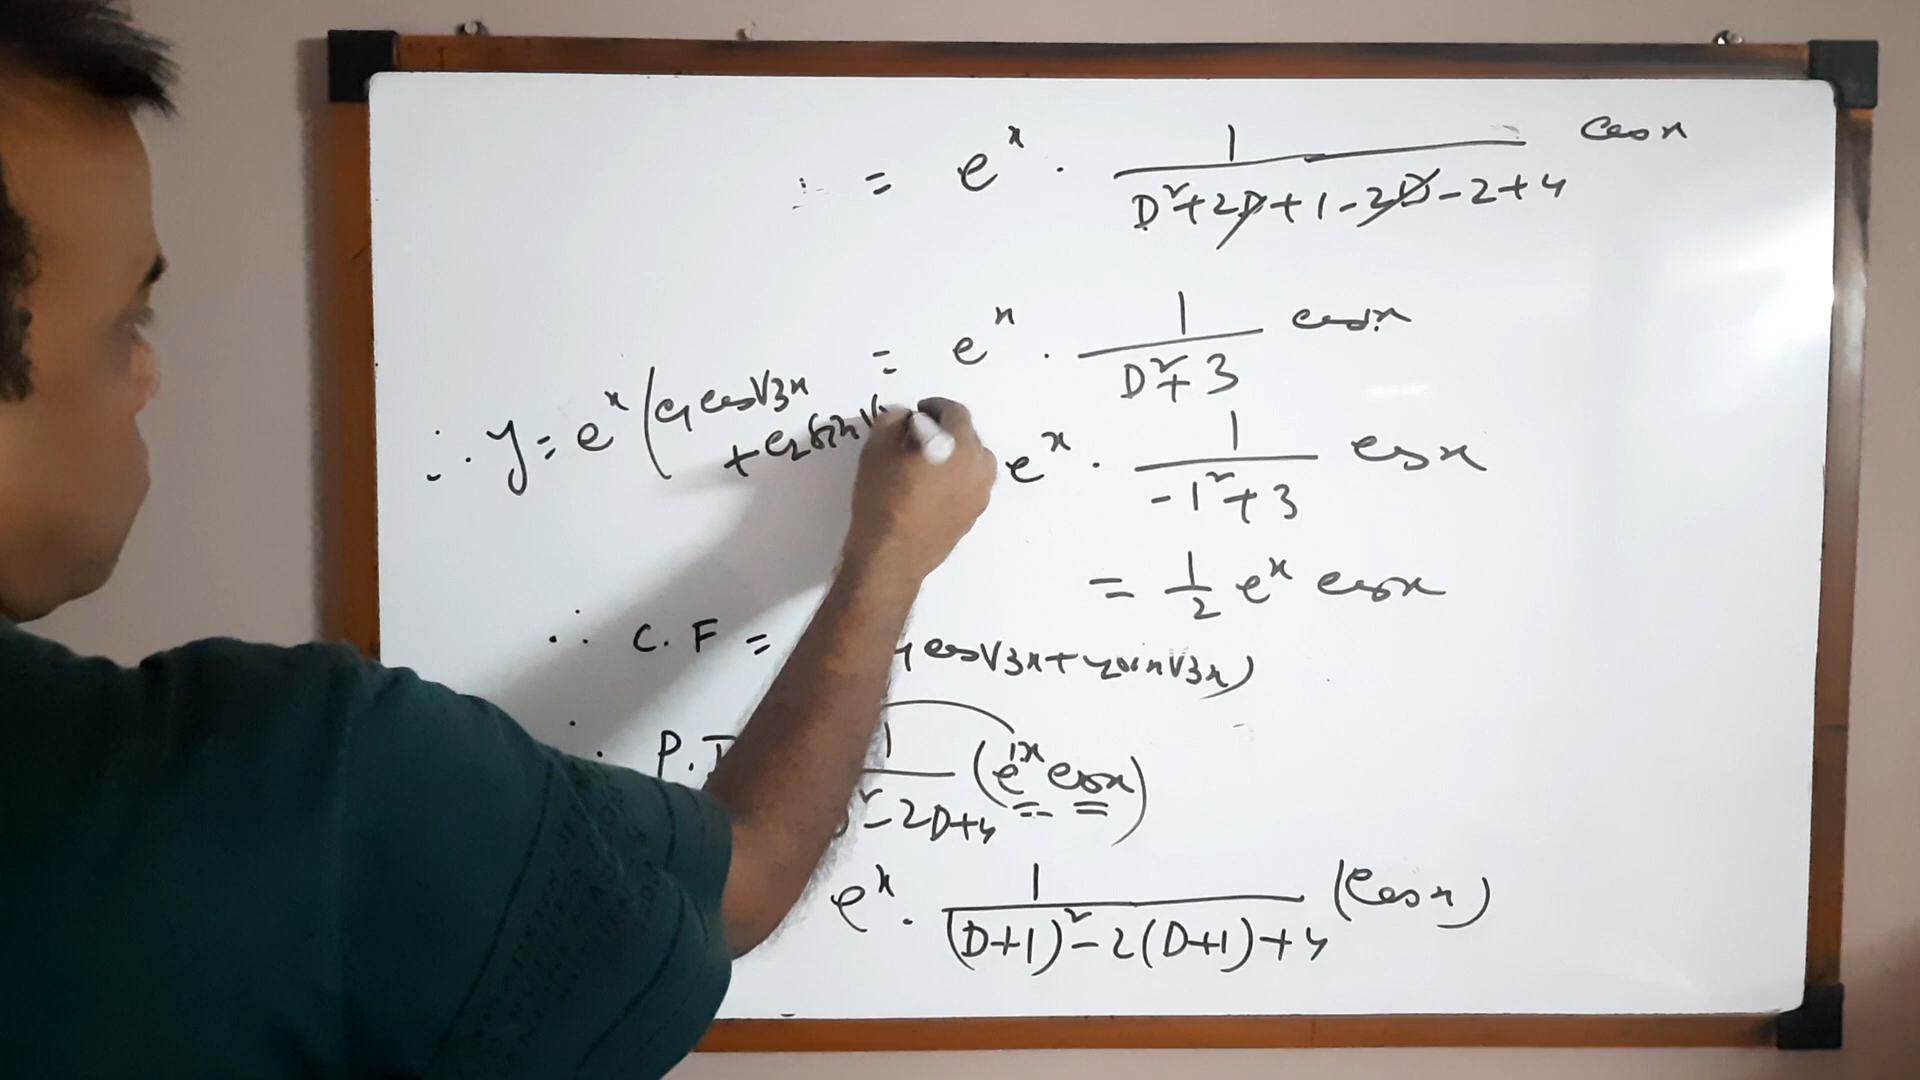 = e^x . 1/(D²+2D+1-2D-2+4) cos x
= e^x . 1/(D²+3) cos x
∴ y = e^x (c₁ cos√3x
+ c₂ sin√
e^x . 1/(-1²+3) cos x
= 1/2 e^x cos x
∴ C.F = cos√3x + c₂ sin√3x)
∴ P.I 1/(D²-2D+4) (e^{1x} cos x)
e^x . 1/((D+1)²-2(D+1)+4) (cos x)